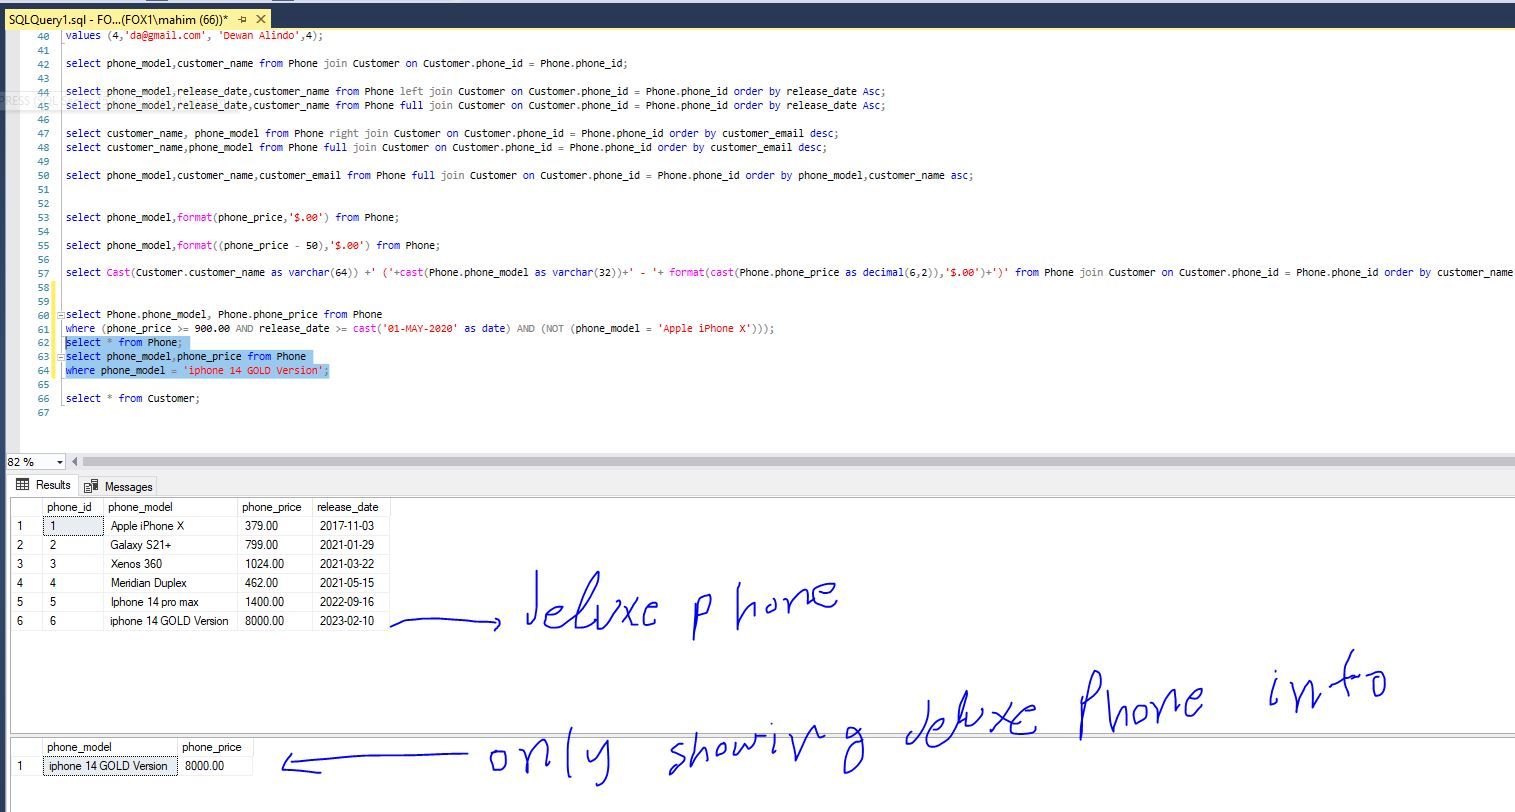 SQLQuery1.sql - FO...(FOX1\mahim (66))*
40 values (4,'da@gmail.com', 'Dewan Alindo',4);
41
42 select phone_model,customer_name from Phone join Customer on Customer.phone_id = Phone.phone_id;
43
44 select phone_model,release_date,customer_name from Phone left join Customer on Customer.phone_id = Phone.phone_id order by release_date Asc;
45 select phone_model,release_date,customer_name from Phone full join Customer on Customer.phone_id = Phone.phone_id order by release_date Asc;
46
47 select customer_name, phone_model from Phone right join Customer on Customer.phone_id = Phone.phone_id order by customer_email desc;
48 select customer_name,phone_model from Phone full join Customer on Customer.phone_id = Phone.phone_id order by customer_email desc;
49
50 select phone_model,customer_name,customer_email from Phone full join Customer on Customer.phone_id = Phone.phone_id order by phone_model,customer_name asc;
51
52
53 select phone_model,format(phone_price,'$.00') from Phone;
54
55 select phone_model,format((phone_price - 50),'$.00') from Phone;
56
57 select Cast(Customer.customer_name as varchar(64)) +' ('+cast(Phone.phone_model as varchar(32))+' - '+ format(cast(Phone.phone_price as decimal(6,2)),'$.00')+')' from Phone join Customer on Customer.phone_id = Phone.phone_id order by customer_name
58
59
60 select Phone.phone_model, Phone.phone_price from Phone
61 where (phone_price >= 900.00 AND release_date >= cast('01-MAY-2020' as date) AND (NOT (phone_model = 'Apple iPhone X')));
62 select * from Phone;
63 select phone_model,phone_price from Phone
64 where phone_model = 'iphone 14 GOLD Version';
65
66 select * from Customer;
67
82 %
Results Messages
phone_id phone_model phone_price release_date
1 1 Apple iPhone X 379.00 2017-11-03
2 2 Galaxy S21+ 799.00 2021-01-29
3 3 Xenos 360 1024.00 2021-03-22
4 4 Meridian Duplex 462.00 2021-05-15
5 5 Iphone 14 pro max 1400.00 2022-09-16
6 6 iphone 14 GOLD Version 8000.00 2023-02-10
deluxe phone
only showing deluxe Phone info
phone_model phone_price
1 iphone 14 GOLD Version 8000.00